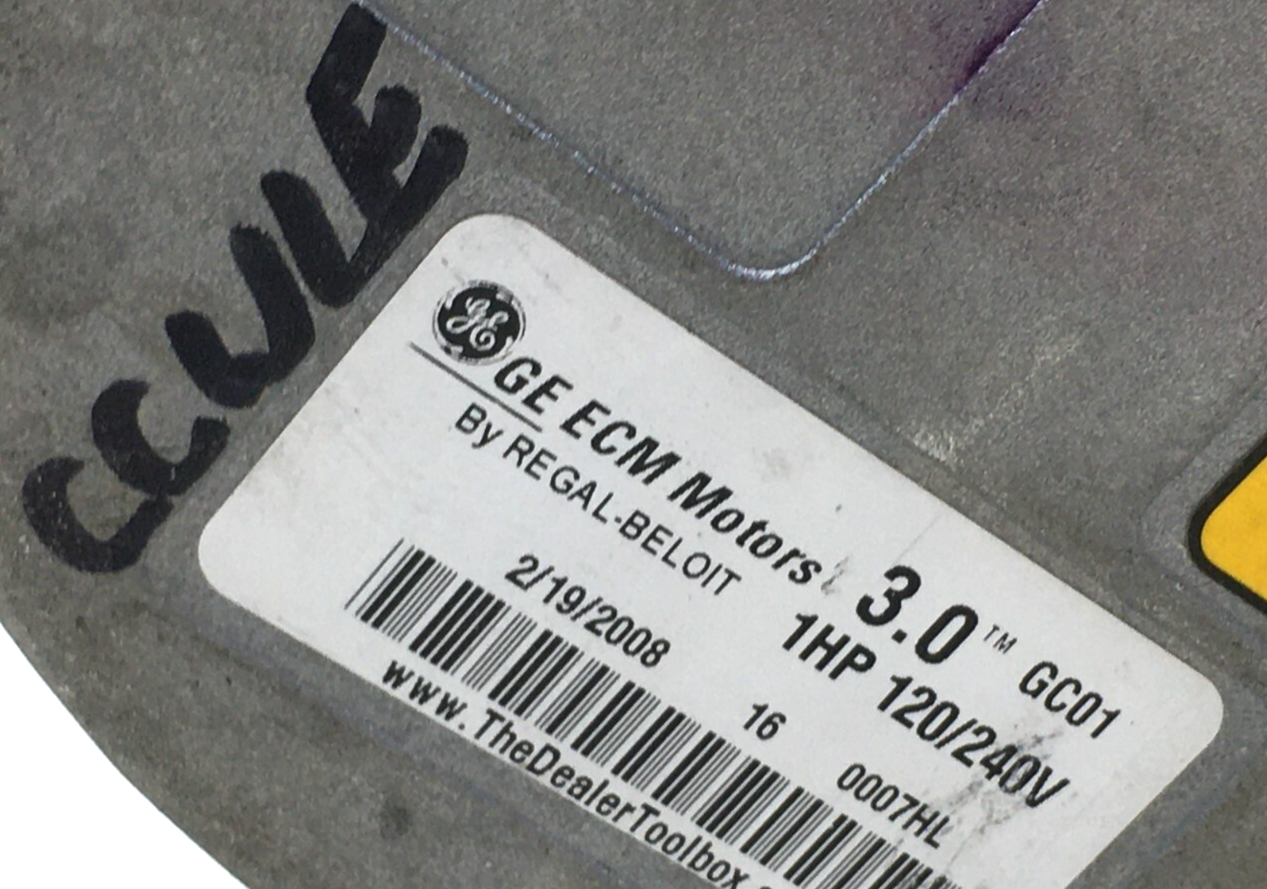 CCWLE
GE
GE ECM Motors 3.0™ GC01
By REGAL-BELOIT 1HP 120/240V
2/19/2008 16 0007HL
www.TheDealerToolbox